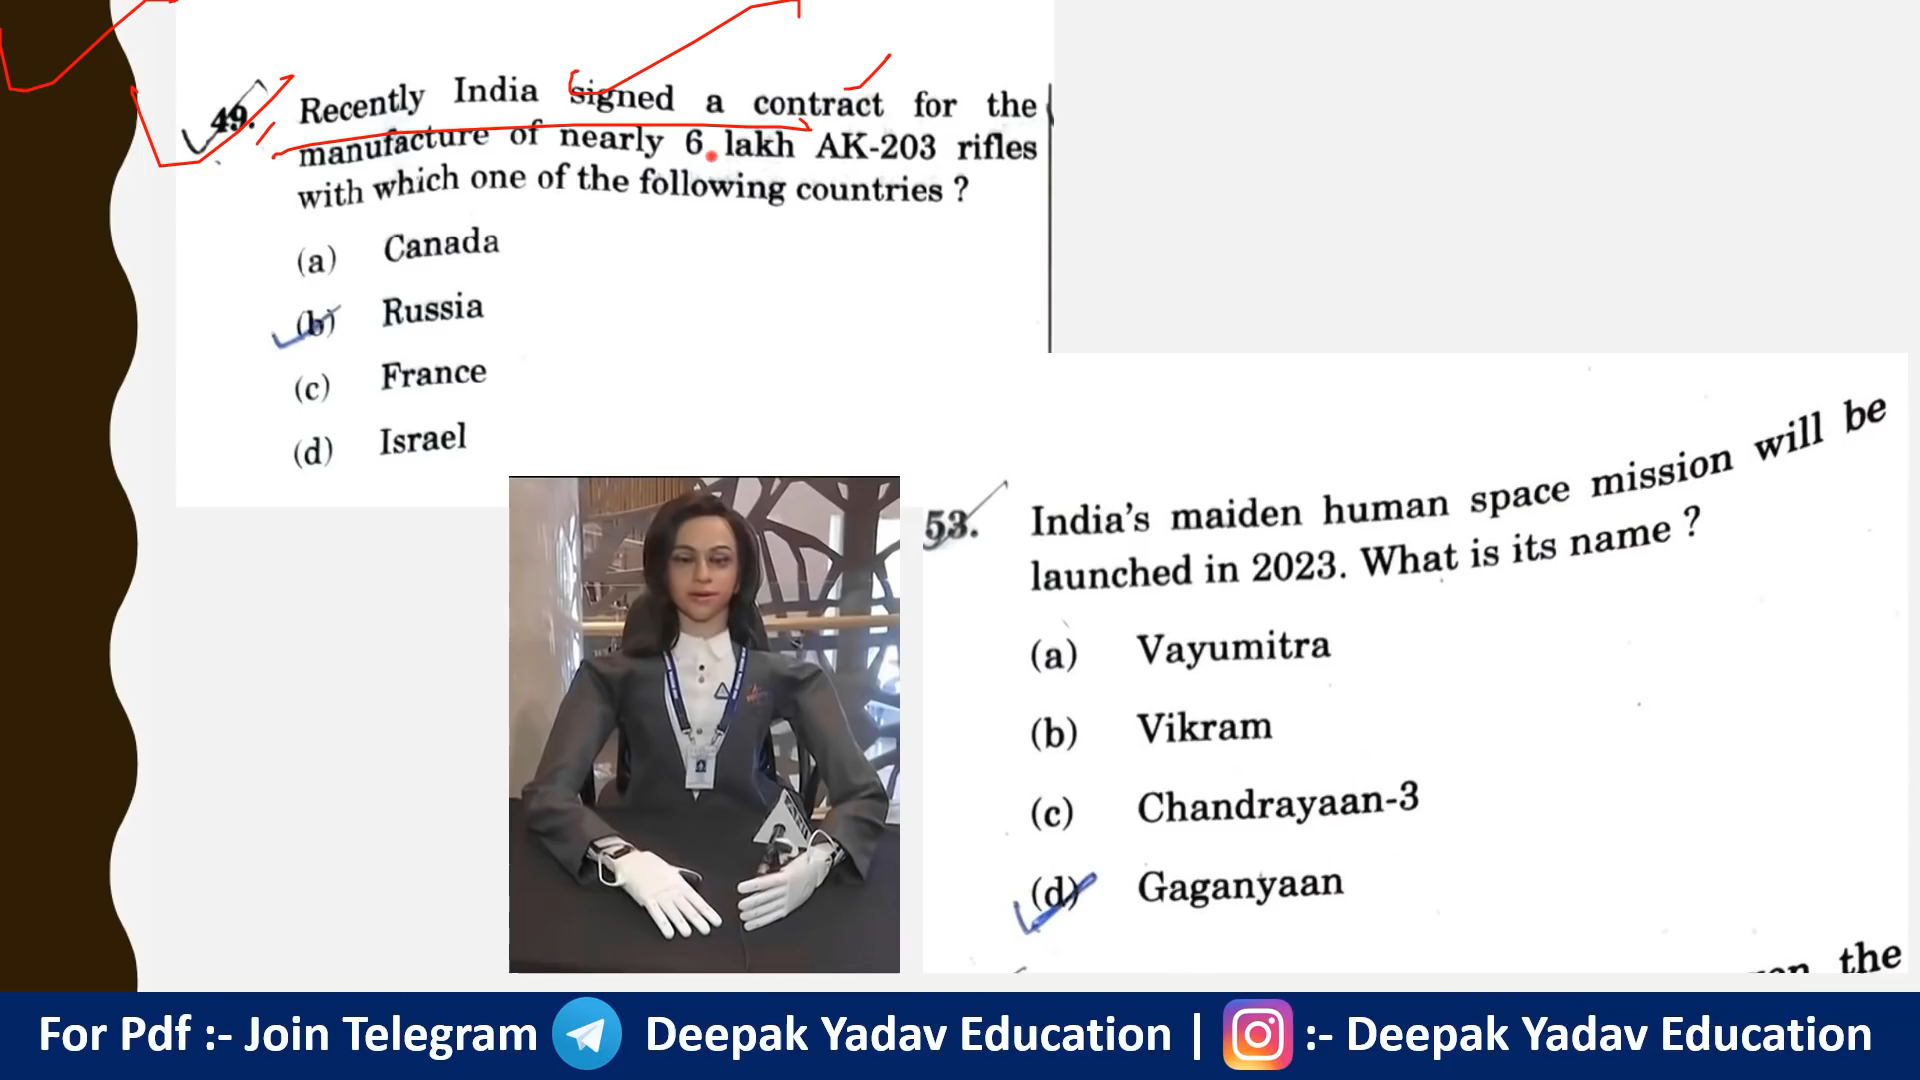 49. Recently India signed a contract for the
manufacture of nearly 6 lakh AK-203 rifles
with which one of the following countries ?
(a) Canada
(b) Russia
(c) France
(d) Israel
53. India's maiden human space mission will be
launched in 2023. What is its name ?
(a) Vayumitra
(b) Vikram
(c) Chandrayaan-3
(d) Gaganyaan
the
For Pdf :- Join Telegram Deepak Yadav Education | :- Deepak Yadav Education